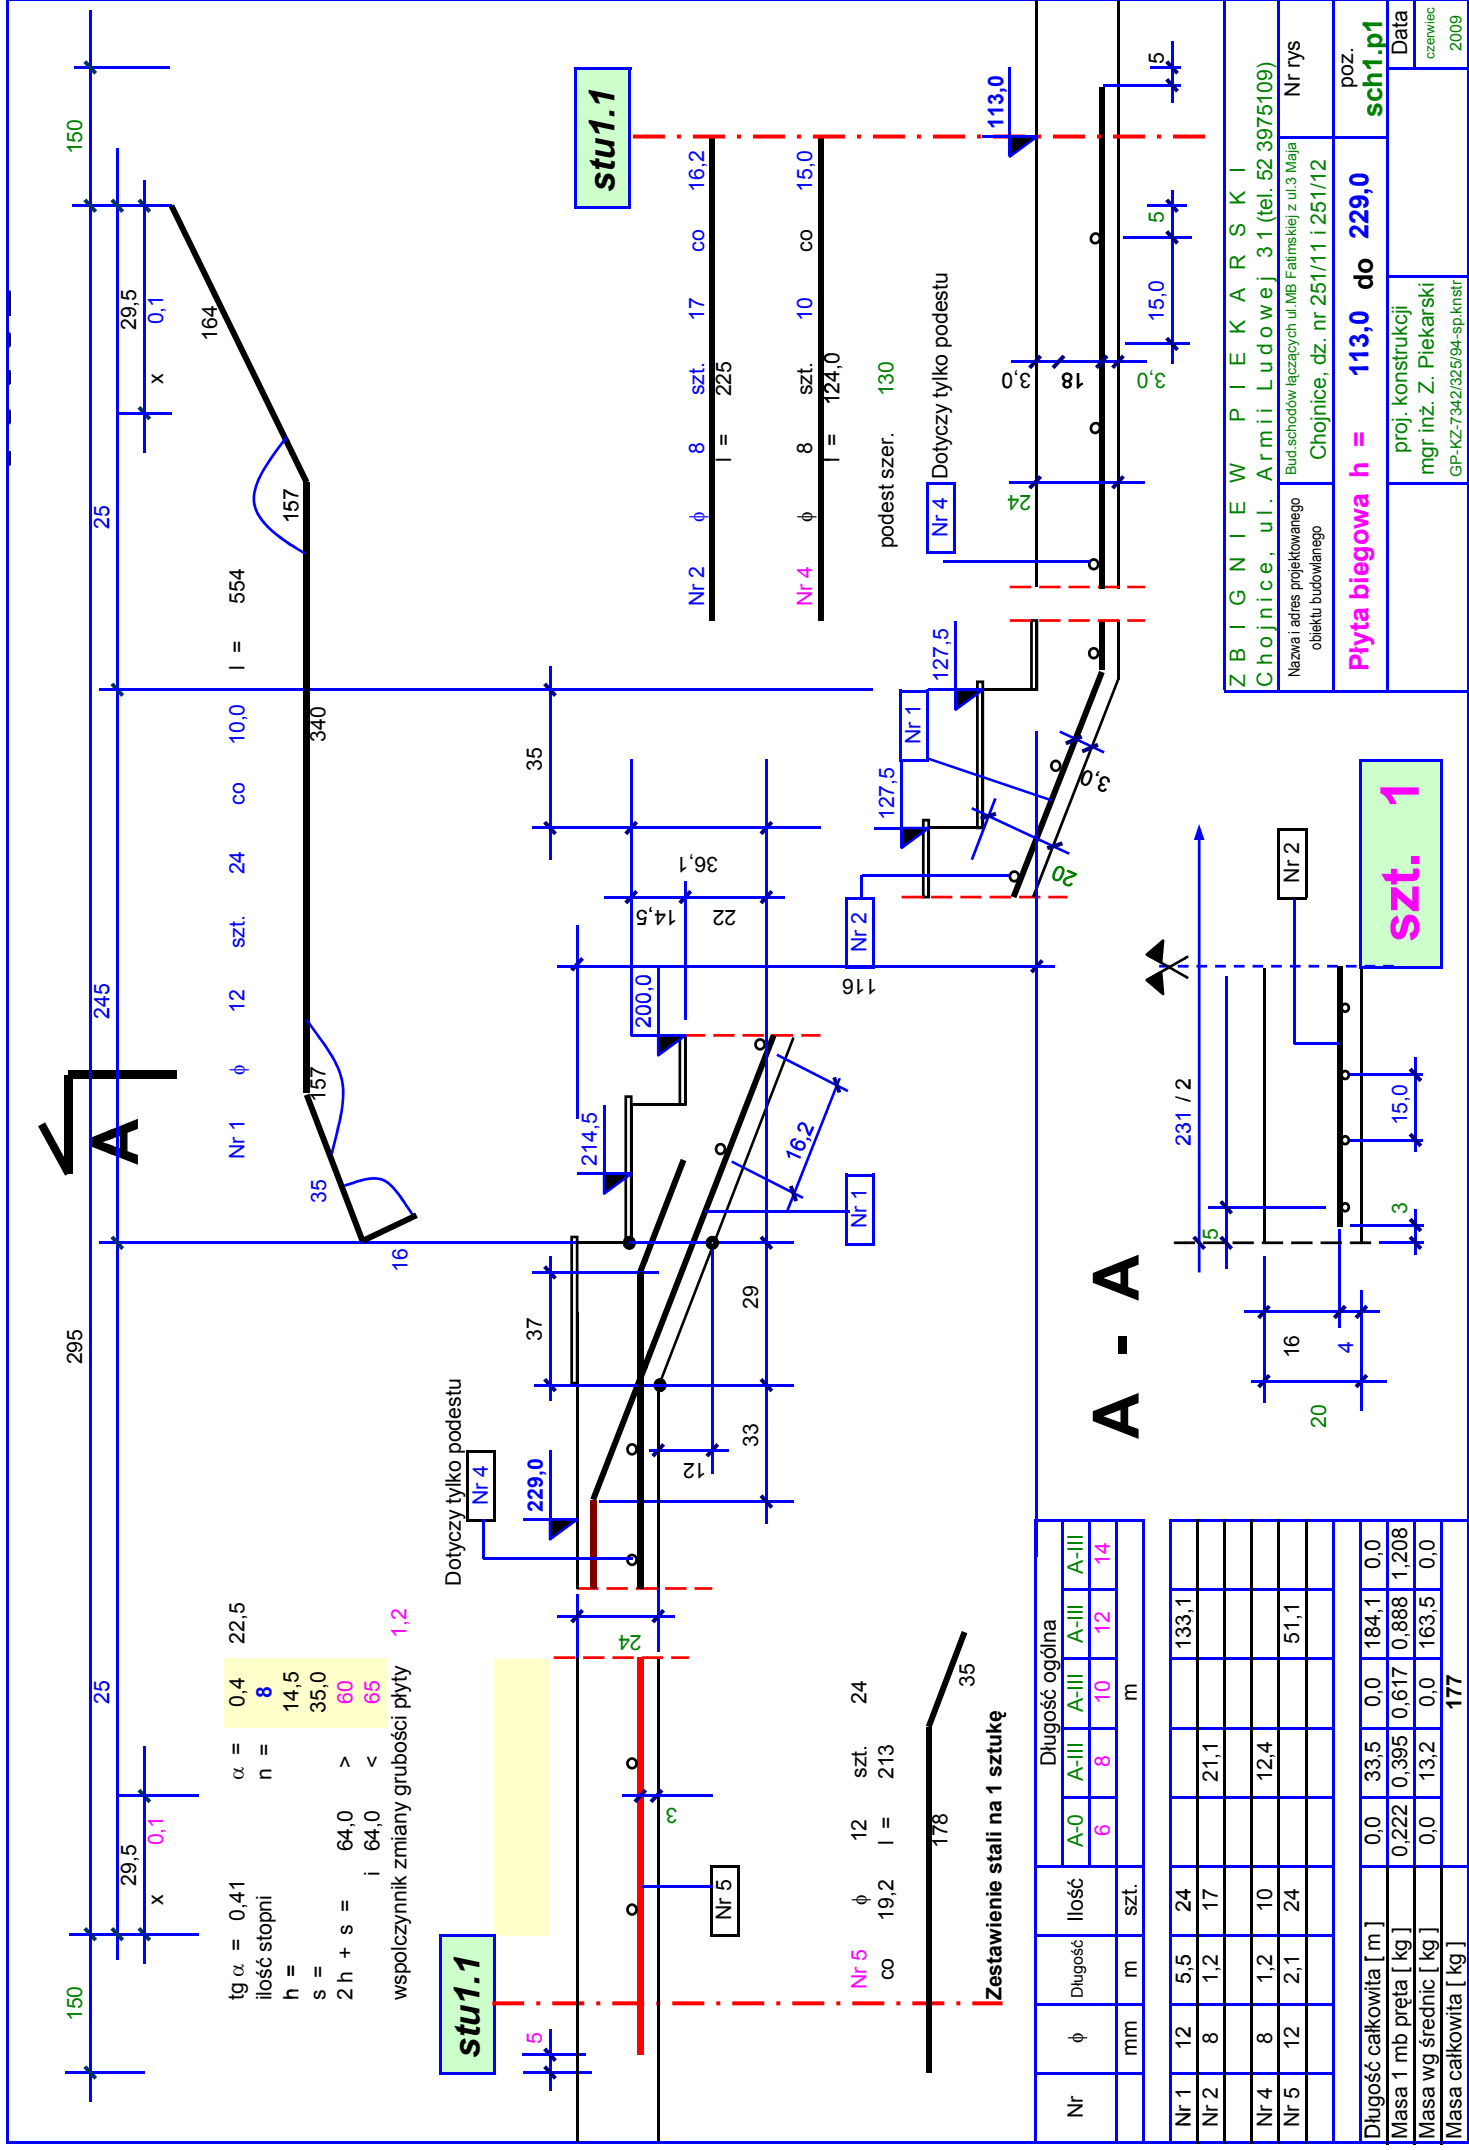 150
295
150
29,5
x 0,1
25
245
25
29,5
x 0,1
A
tg α = 0,41 α = 0,4 22,5
ilość stopni n = 8
h = 14,5
s = 35,0
2 h + s = 64,0 > 60
i 64,0 < 65
wspolczynnik zmiany grubości płyty 1,2
Nr 1 ϕ 12 szt. 24 co 10,0 l = 554
16
35
157
340
157
164
stu1.1
5
Nr 5
3
24
Dotyczy tylko podestu
Nr 4
229,0
37
12
33
29
214,5
200,0
14,5
22
36,1
35
16,2
Nr 1
116
Nr 2
127,5
Nr 1
127,5
20
3,0
stu1.1
Nr 2 ϕ 8 szt. 17 co 16,2
l = 225
Nr 4 ϕ 8 szt. 10 co 15,0
l = 124,0
podest szer. 130
Nr 4 Dotyczy tylko podestu
113,0
24
3,0
18
3,0
15,0
5
5
Nr 5 ϕ 12 szt. 24
co 19,2 l = 213
178
35
Zestawienie stali na 1 sztukę
Nr ϕ Długość Ilość Długość ogólna
A-0 A-III A-III A-III A-III
6 8 10 12 14
mm m szt. m
Nr 1 12 5,5 24 133,1
Nr 2 8 1,2 17 21,1
Nr 4 8 1,2 10 12,4
Nr 5 12 2,1 24 51,1
Długość całkowita [ m ] 0,0 33,5 0,0 184,1 0,0
Masa 1 mb pręta [ kg ] 0,222 0,395 0,617 0,888 1,208
Masa wg średnic [ kg ] 0,0 13,2 0,0 163,5 0,0
Masa całkowita [ kg ] 177
A - A
231 / 2
5
16
4
20
3
15,0
Nr 2
szt. 1
Z B I G N I E W P I E K A R S K I
Chojnice, ul. Armii Ludowej 31 (tel. 52 3975109)
Nazwa i adres projektowanego
obiektu budowlanego
Bud.schodów łączących ul.MB Fatimskiej z ul.3 Maja
Chojnice, dz. nr 251/11 i 251/12
Nr rys
Płyta biegowa h = 113,0 do 229,0
poz.
sch1.p1
proj. konstrukcji
mgr inż. Z. Piekarski
GP-KZ-7342/325/94-sp.knstr
Data
czerwiec
2009